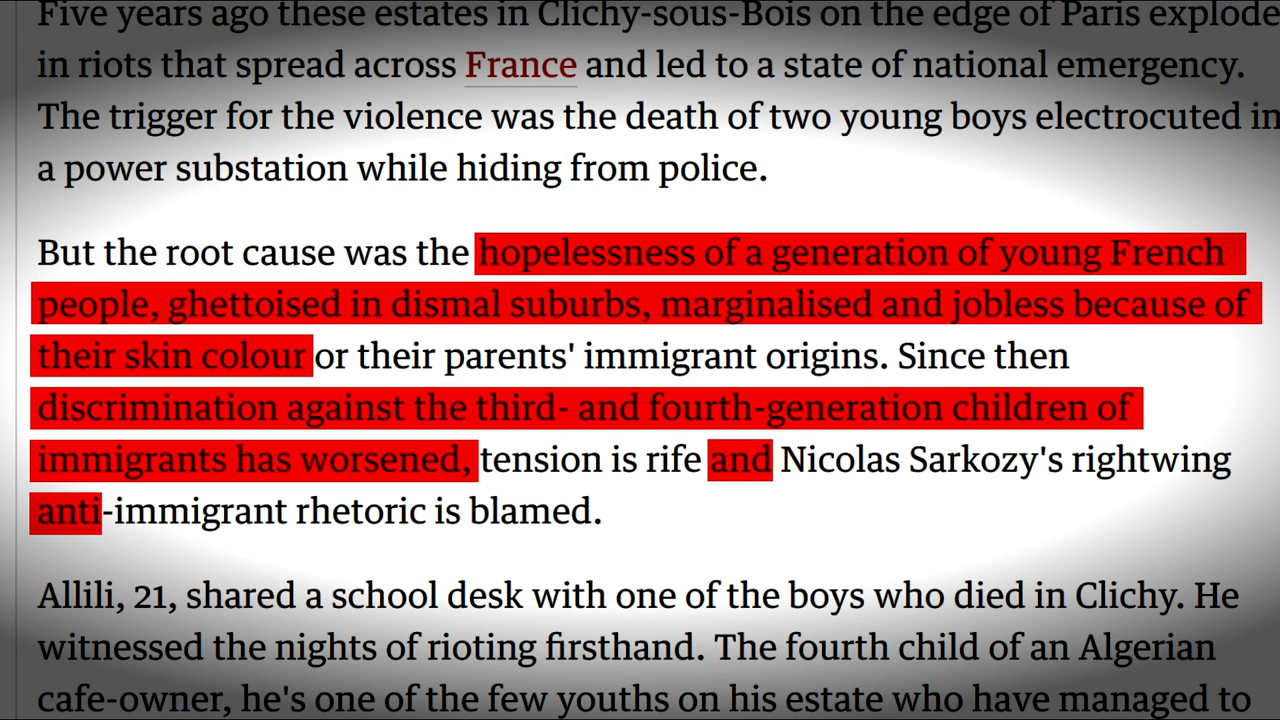 Five years ago these estates in Clichy-sous-Bois on the edge of Paris explode
in riots that spread across France and led to a state of national emergency.
The trigger for the violence was the death of two young boys electrocuted in
a power substation while hiding from police.
But the root cause was the hopelessness of a generation of young French
people, ghettoised in dismal suburbs, marginalised and jobless because of
their skin colour or their parents' immigrant origins. Since then
discrimination against the third- and fourth-generation children of
immigrants has worsened, tension is rife and Nicolas Sarkozy's rightwing
anti-immigrant rhetoric is blamed.
Allili, 21, shared a school desk with one of the boys who died in Clichy. He
witnessed the nights of rioting firsthand. The fourth child of an Algerian
cafe-owner, he's one of the few youths on his estate who have managed to